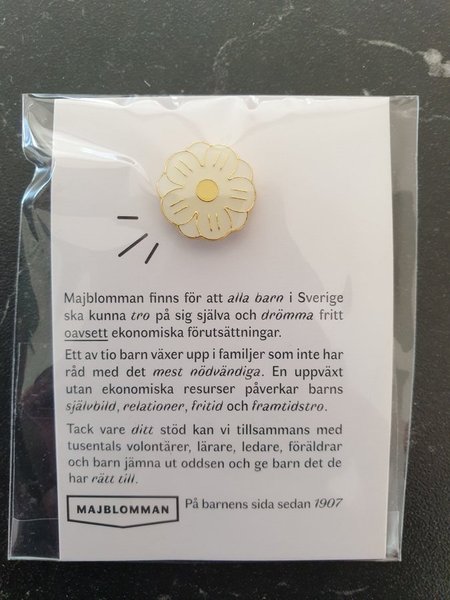 Majblomman finns för att alla barn i Sverige
ska kunna tro på sig själva och drömma fritt
oavsett ekonomiska förutsättningar.
Ett av tio barn växer upp i familjer som inte har
råd med det mest nödvändiga. En uppväxt
utan ekonomiska resurser påverkar barns
självbild, relationer, fritid och framtidstro.
Tack vare ditt stöd kan vi tillsammans med
tusentals volontärer, lärare, ledare, föräldrar
och barn jämna ut oddsen och ge barn det de
har rätt till.
MAJBLOMMAN På barnens sida sedan 1907